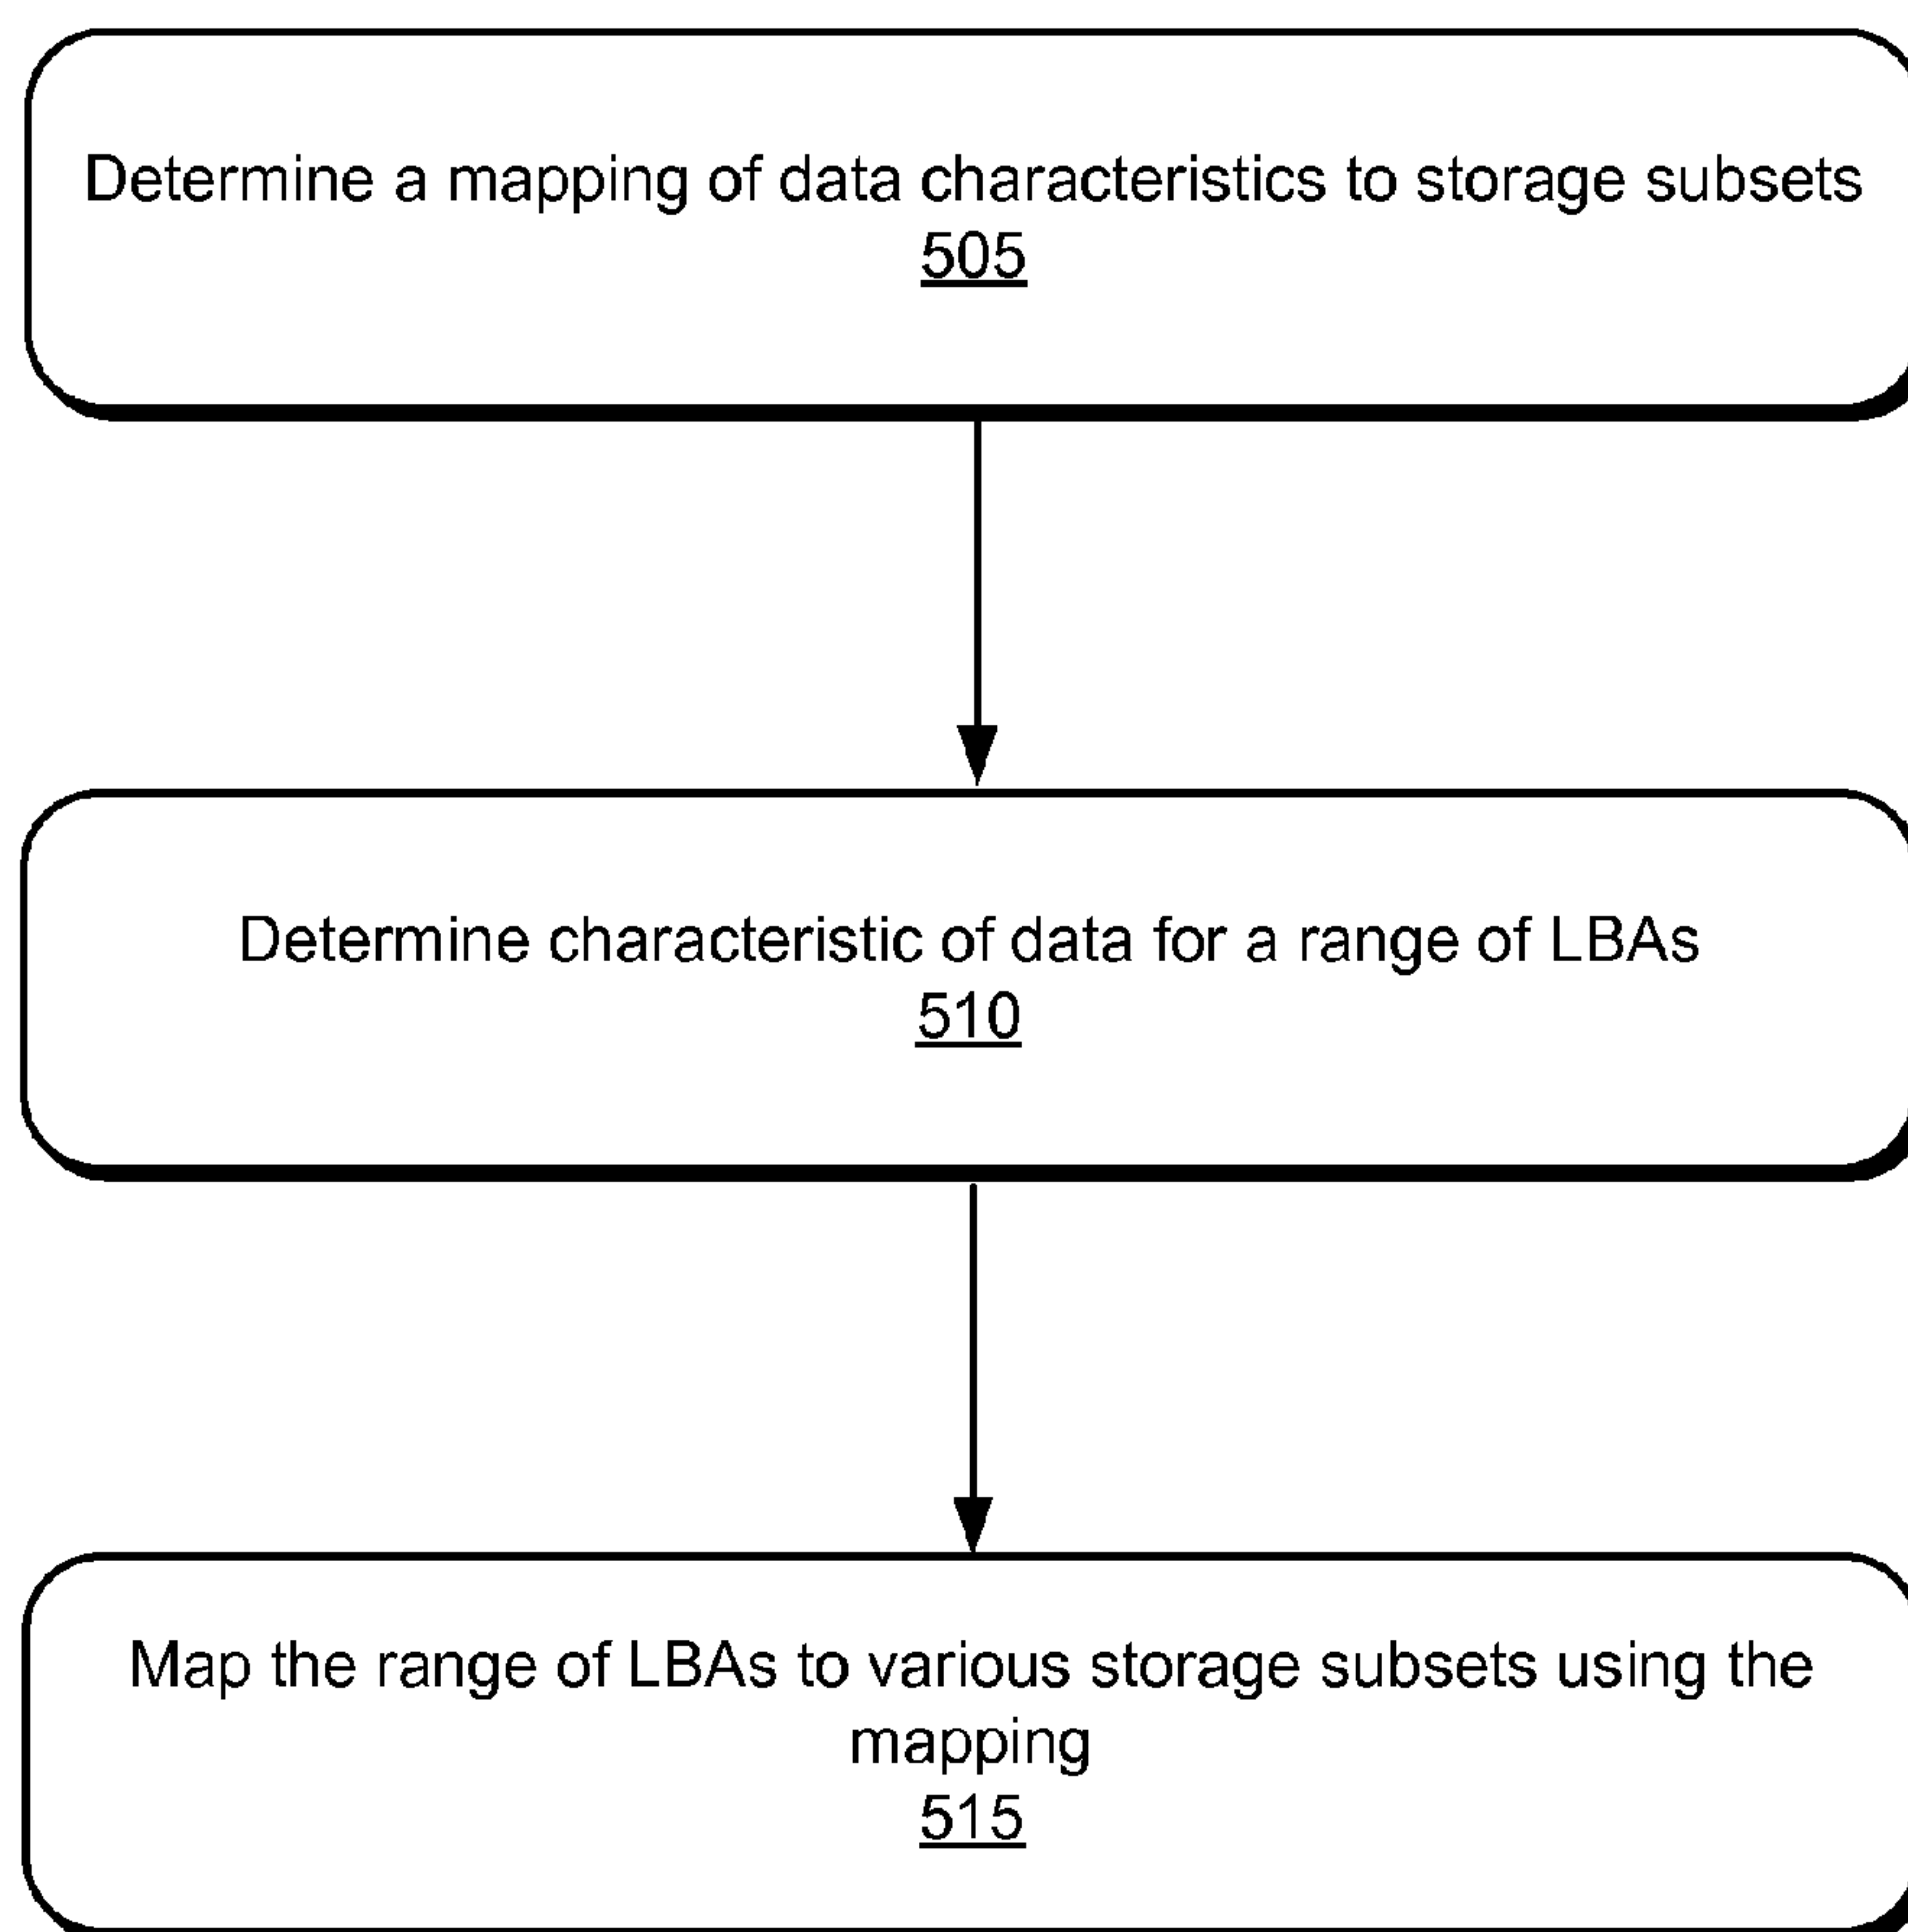 Determine a mapping of data characteristics to storage subsets
505
Determine characteristic of data for a range of LBAs
510
Map the range of LBAs to various storage subsets using the
mapping
515